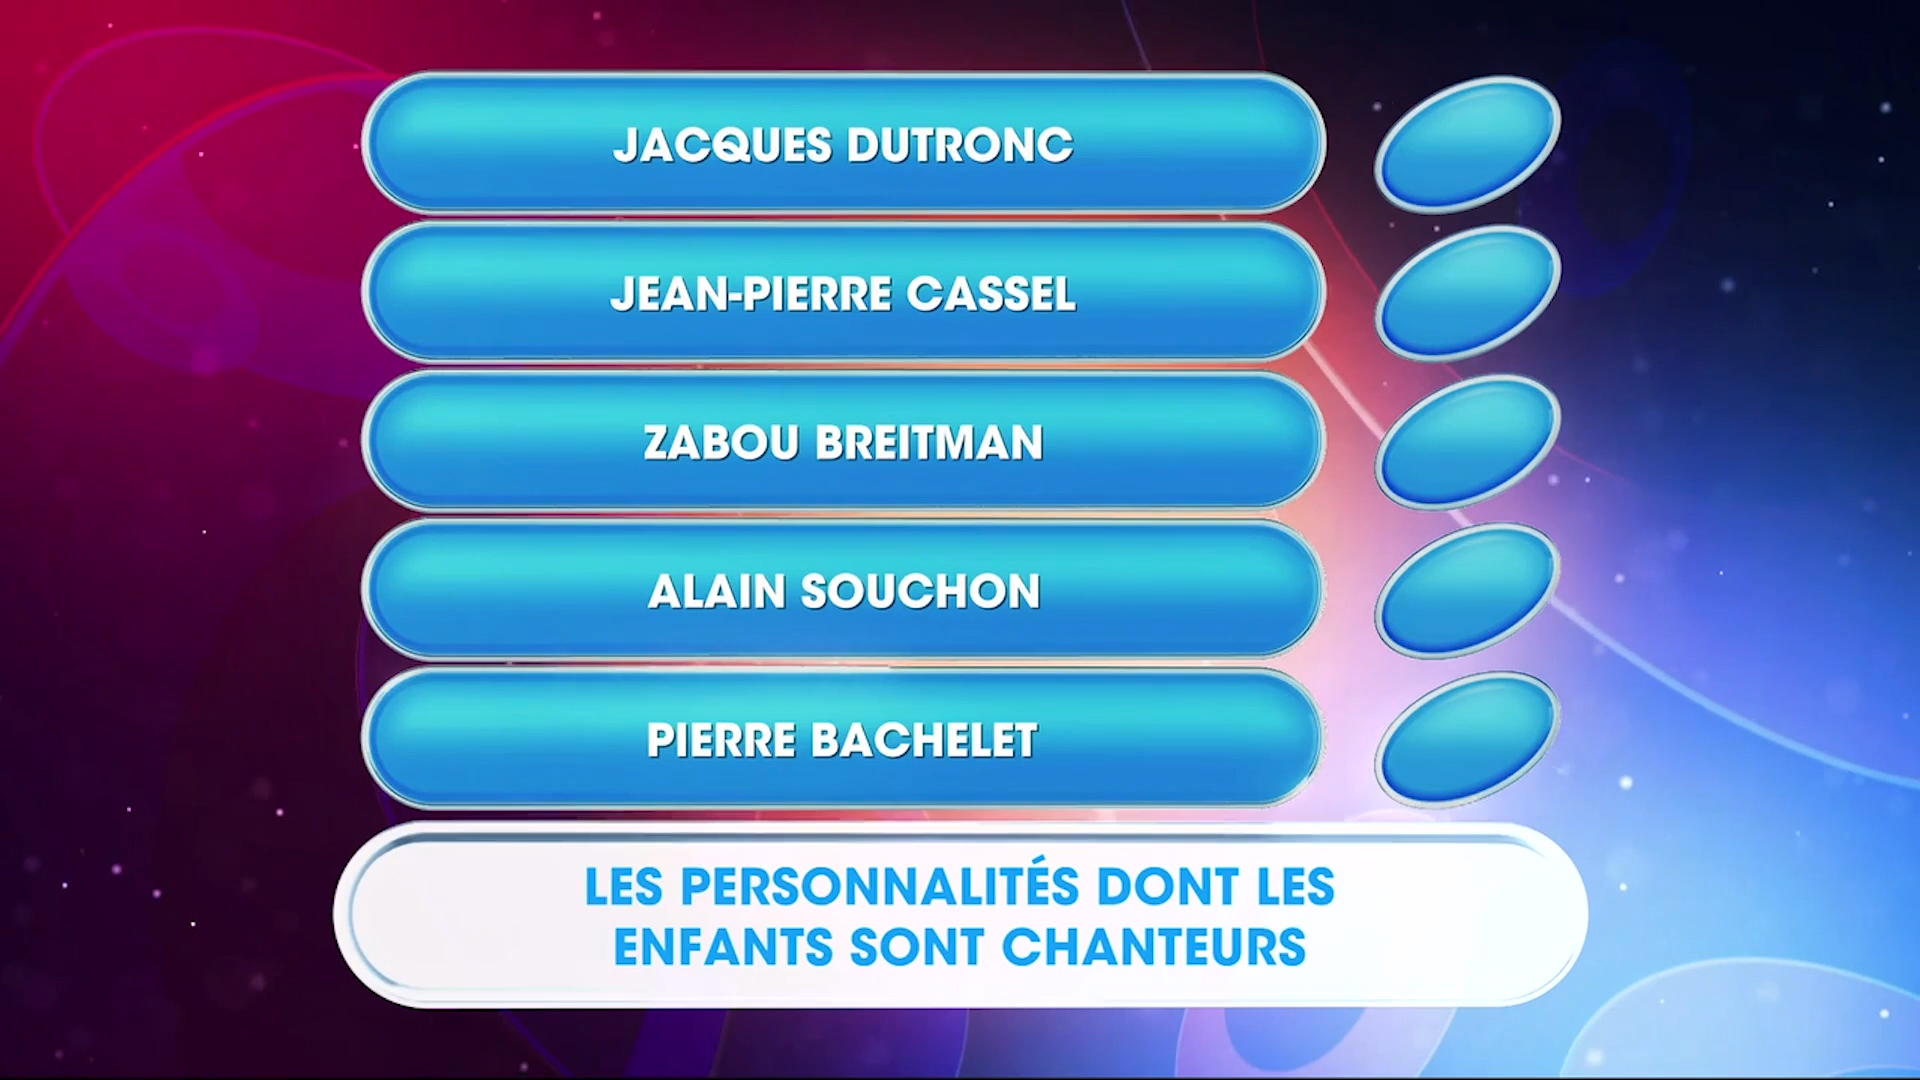 JACQUES DUTRONC
JEAN-PIERRE CASSEL
ZABOU BREITMAN
ALAIN SOUCHON
PIERRE BACHELET
LES PERSONNALITÉS DONT LES
ENFANTS SONT CHANTEURS